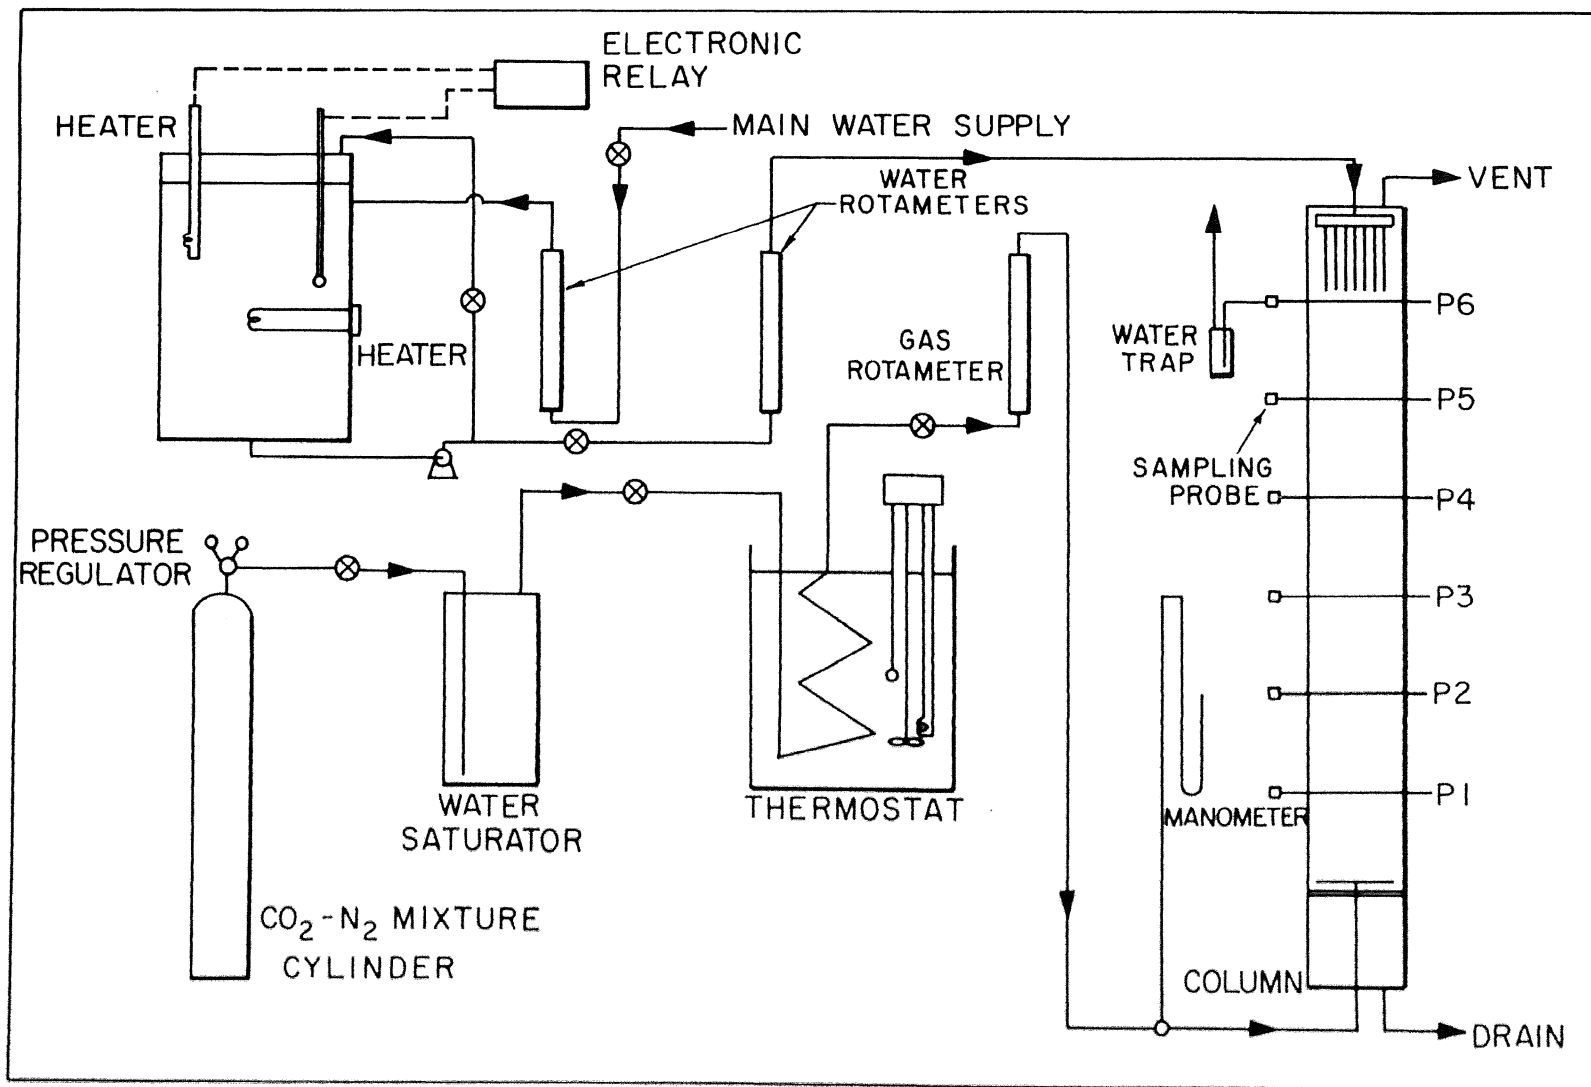 ELECTRONIC
RELAY
HEATER
MAIN WATER SUPPLY
VENT
WATER
ROTAMETERS
P6
WATER
TRAP
GAS
ROTAMETER
HEATER
P5
SAMPLING
PROBE
P4
PRESSURE
REGULATOR
P3
P2
P1
MANOMETER
WATER
SATURATOR
THERMOSTAT
CO2-N2 MIXTURE
CYLINDER
COLUMN
DRAIN